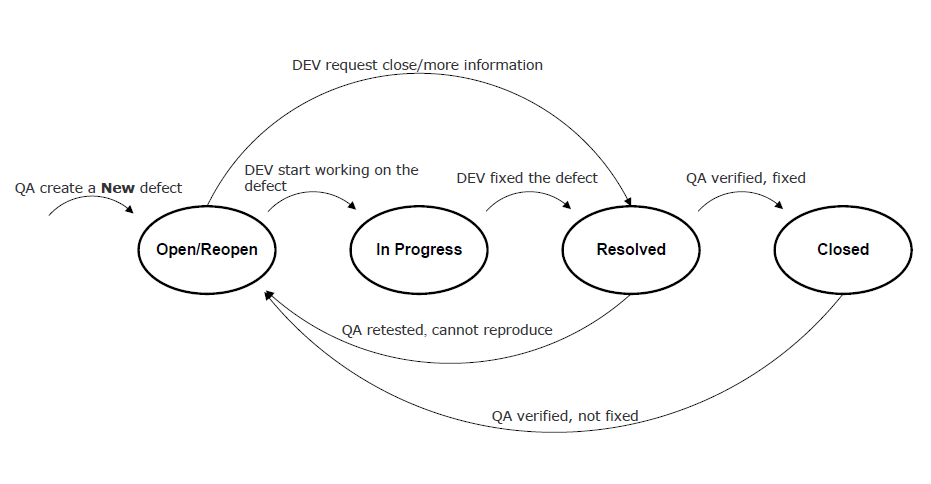 DEV request close/more information
DEV start working on the
defect
QA create a New defect
DEV fixed the defect
QA verified, fixed
Open/Reopen
In Progress
Resolved
Closed
QA retested, cannot reproduce
QA verified, not fixed